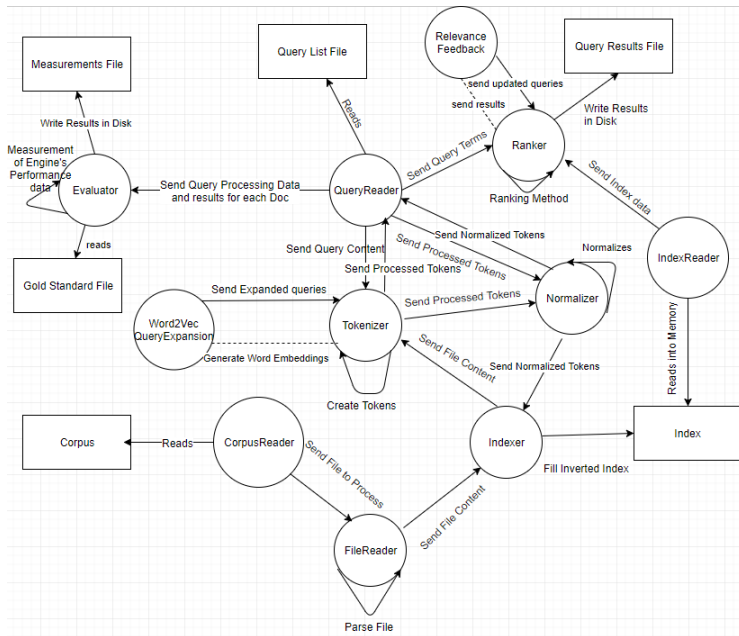 Relevance
Feedback
Query List File
Query Results File
Measurements File
send updated queries
send results
Write Results
in Disk
Reads
Write Results in Disk
Ranker
Send Query Terms
Measurement
of Engine's
Performance
data
Evaluator
Send Query Processing Data
and results for each Doc
QueryReader
Ranking Method
Send Index data
reads
Send Query Content
Send Normalized Tokens
Send Processed Tokens
Send Processed Tokens
Normalizes
IndexReader
Gold Standard File
Send Expanded queries
Send Processed Tokens
Normalizer
Word2Vec
QueryExpansion
Tokenizer
Generate Word Embeddings
Send File Content
Send Normalized Tokens
Reads into Memory
Create Tokens
Corpus
Reads
CorpusReader
Indexer
Index
Fill Inverted Index
Send File to Process
Send File Content
FileReader
Parse File